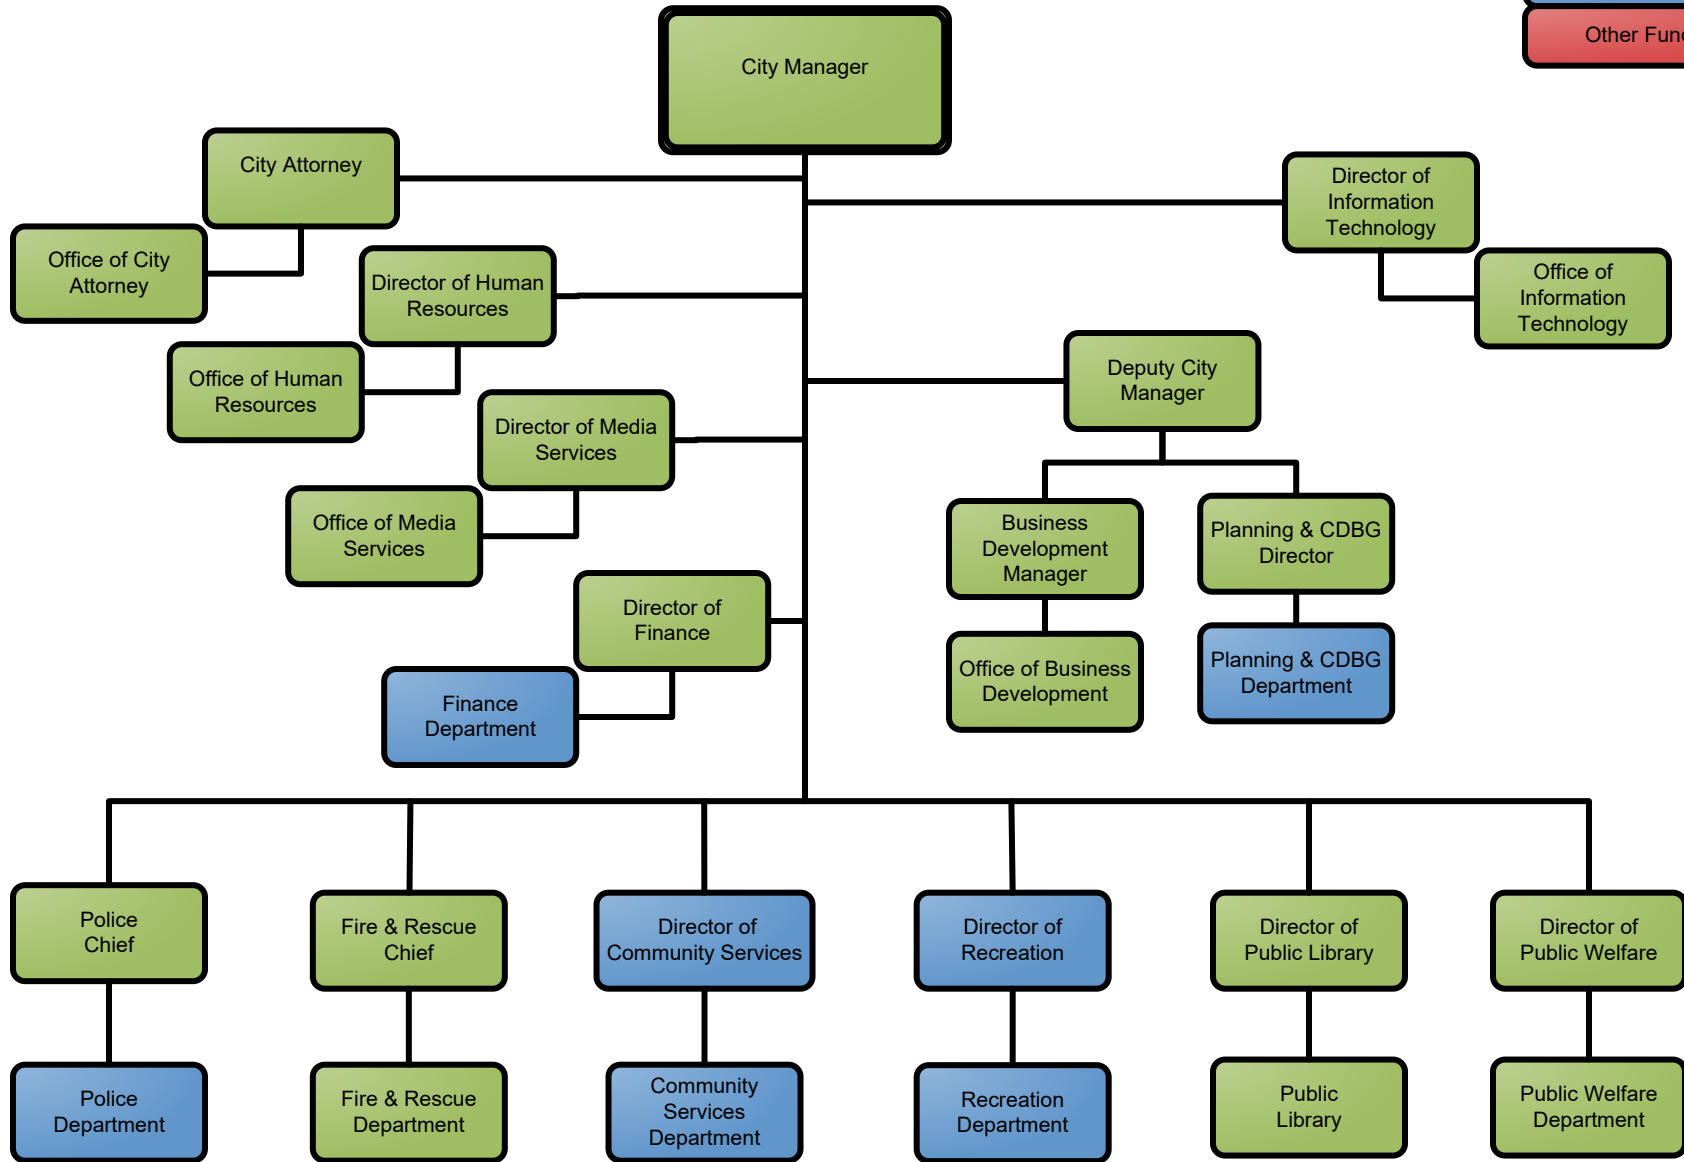 City Manager
Other Func
City Attorney
Director of
Information
Technology
Office of City
Attorney
Director of Human
Resources
Office of
Information
Technology
Office of Human
Resources
Deputy City
Manager
Director of Media
Services
Office of Media
Services
Business
Development
Manager
Planning & CDBG
Director
Director of
Finance
Office of Business
Development
Planning & CDBG
Department
Finance
Department
Police
Chief
Fire & Rescue
Chief
Director of
Community Services
Director of
Recreation
Director of
Public Library
Director of
Public Welfare
Police
Department
Fire & Rescue
Department
Community
Services
Department
Recreation
Department
Public
Library
Public Welfare
Department